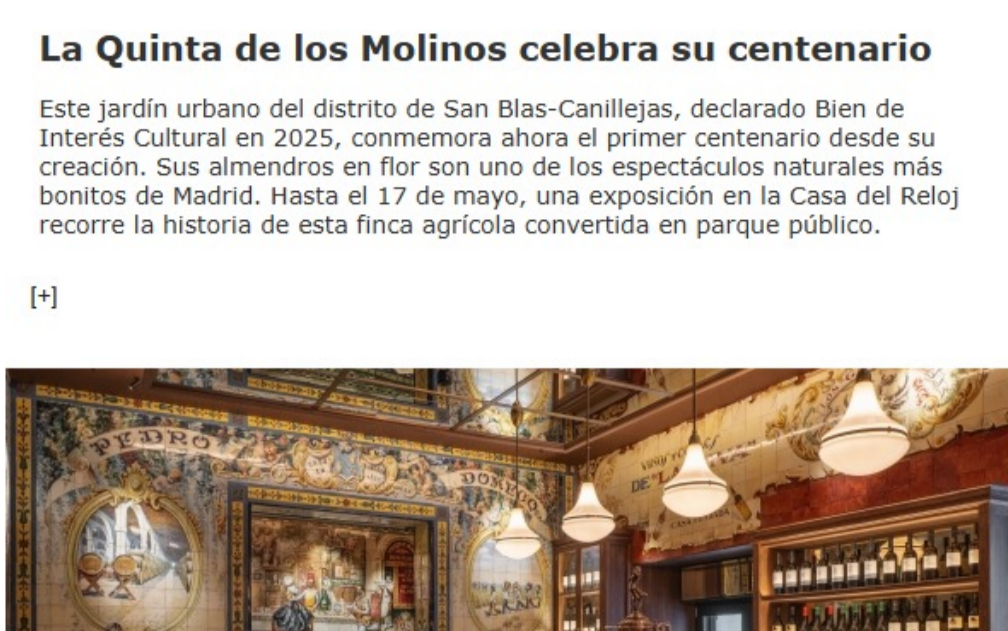 La Quinta de los Molinos celebra su centenario
Este jardín urbano del distrito de San Blas-Canillejas, declarado Bien de
Interés Cultural en 2025, conmemora ahora el primer centenario desde su
creación. Sus almendros en flor son uno de los espectáculos naturales más
bonitos de Madrid. Hasta el 17 de mayo, una exposición en la Casa del Reloj
recorre la historia de esta finca agrícola convertida en parque público.
[+]
PEDRO
DOMECQ